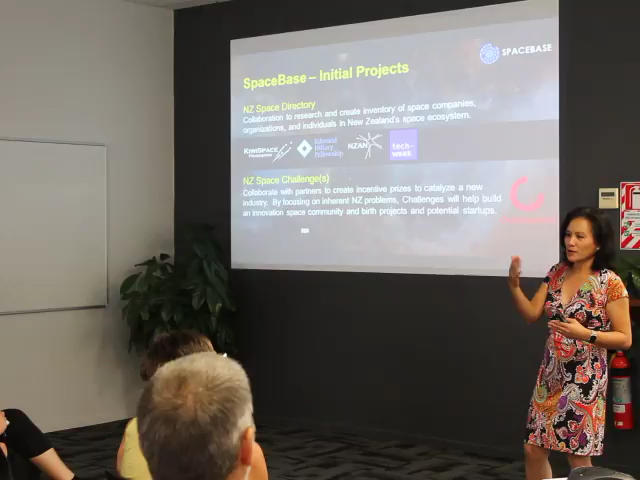 SPACEBASE
SpaceBase – Initial Projects
NZ Space Directory
Collaboration to research and create inventory of space companies,
organizations, and individuals in New Zealand's space ecosystem.
KIWISPACE
Edmund
Hillary
Fellowship
NZAN
tech-
week
NZ Space Challenge(s)
Collaborate with partners to create incentive prizes to catalyze a new
industry. By focusing on inherent NZ problems, Challenges will help build
an innovation space community and birth projects and potential startups.